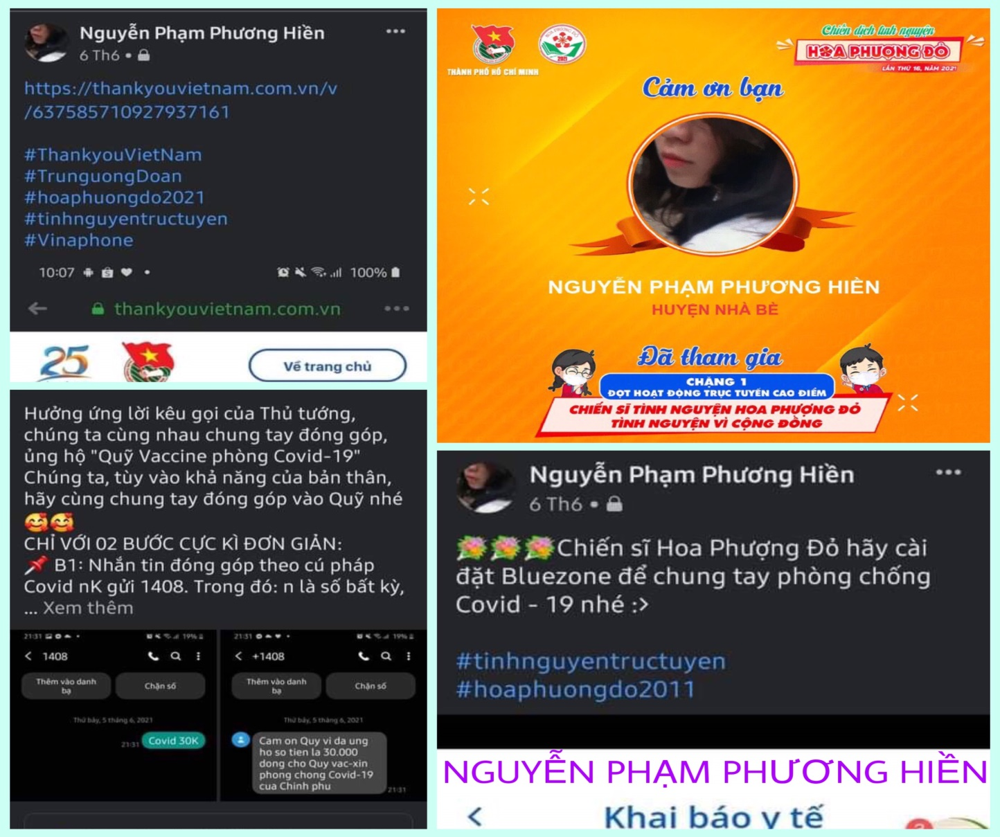 Nguyễn Phạm Phương Hiền
6 Th6
https://thankyouvietnam.com.vn/v
/637585710927937161
#ThankyouVietNam
#TrunguongDoan
#hoaphuongdo2021
#tinhnguyentructuyen
#Vinaphone
10:07
100%
thankyouvietnam.com.vn
25
Về trang chủ
Hưởng ứng lời kêu gọi của Thủ tướng,
chúng ta cùng nhau chung tay đóng góp,
ủng hộ "Quỹ Vaccine phòng Covid-19"
Chúng ta, tùy vào khả năng của bản thân,
hãy cùng chung tay đóng góp vào Quỹ nhé
🥰🥰
CHỈ VỚI 02 BƯỚC CỰC KÌ ĐƠN GIẢN:
📌 B1: Nhắn tin đóng góp theo cú pháp
Covid nK gửi 1408. Trong đó: n là số bất kỳ,
... Xem thêm
21:31
19%
1408
Thêm vào danh
bạ
Chặn số
Thứ bảy, 5 tháng 6, 2021
21:31
Covid 30K
21:31
19%
+1408
Thêm vào danh
bạ
Chặn số
Thứ bảy, 5 tháng 6, 2021
Cam on Quy vi da ung
ho so tien la 30.000
dong cho Quy vac-xin
phong chong Covid-19
cua Chinh phu
21:31
THÀNH PHỐ HỒ CHÍ MINH
HOA PHƯỢNG ĐỎ
2021
Chiến dịch tình nguyện
HOA PHƯỢNG ĐỎ
LẦN THỨ 16, NĂM 2021
Cảm ơn bạn
NGUYỄN PHẠM PHƯƠNG HIỀN
HUYỆN NHÀ BÈ
Đã tham gia
CHẶNG 1
ĐỢT HOẠT ĐỘNG TRỰC TUYẾN CAO ĐIỂM
CHIẾN SĨ TÌNH NGUYỆN HOA PHƯỢNG ĐỎ
TÌNH NGUYỆN VÌ CỘNG ĐỒNG
Nguyễn Phạm Phương Hiền
6 Th6
💐💐💐Chiến sĩ Hoa Phượng Đỏ hãy cài
đặt Bluezone để chung tay phòng chống
Covid - 19 nhé :>
#tinhnguyentructuyen
#hoaphuongdo2011
NGUYỄN PHẠM PHƯƠNG HIỀN
Khai báo y tế